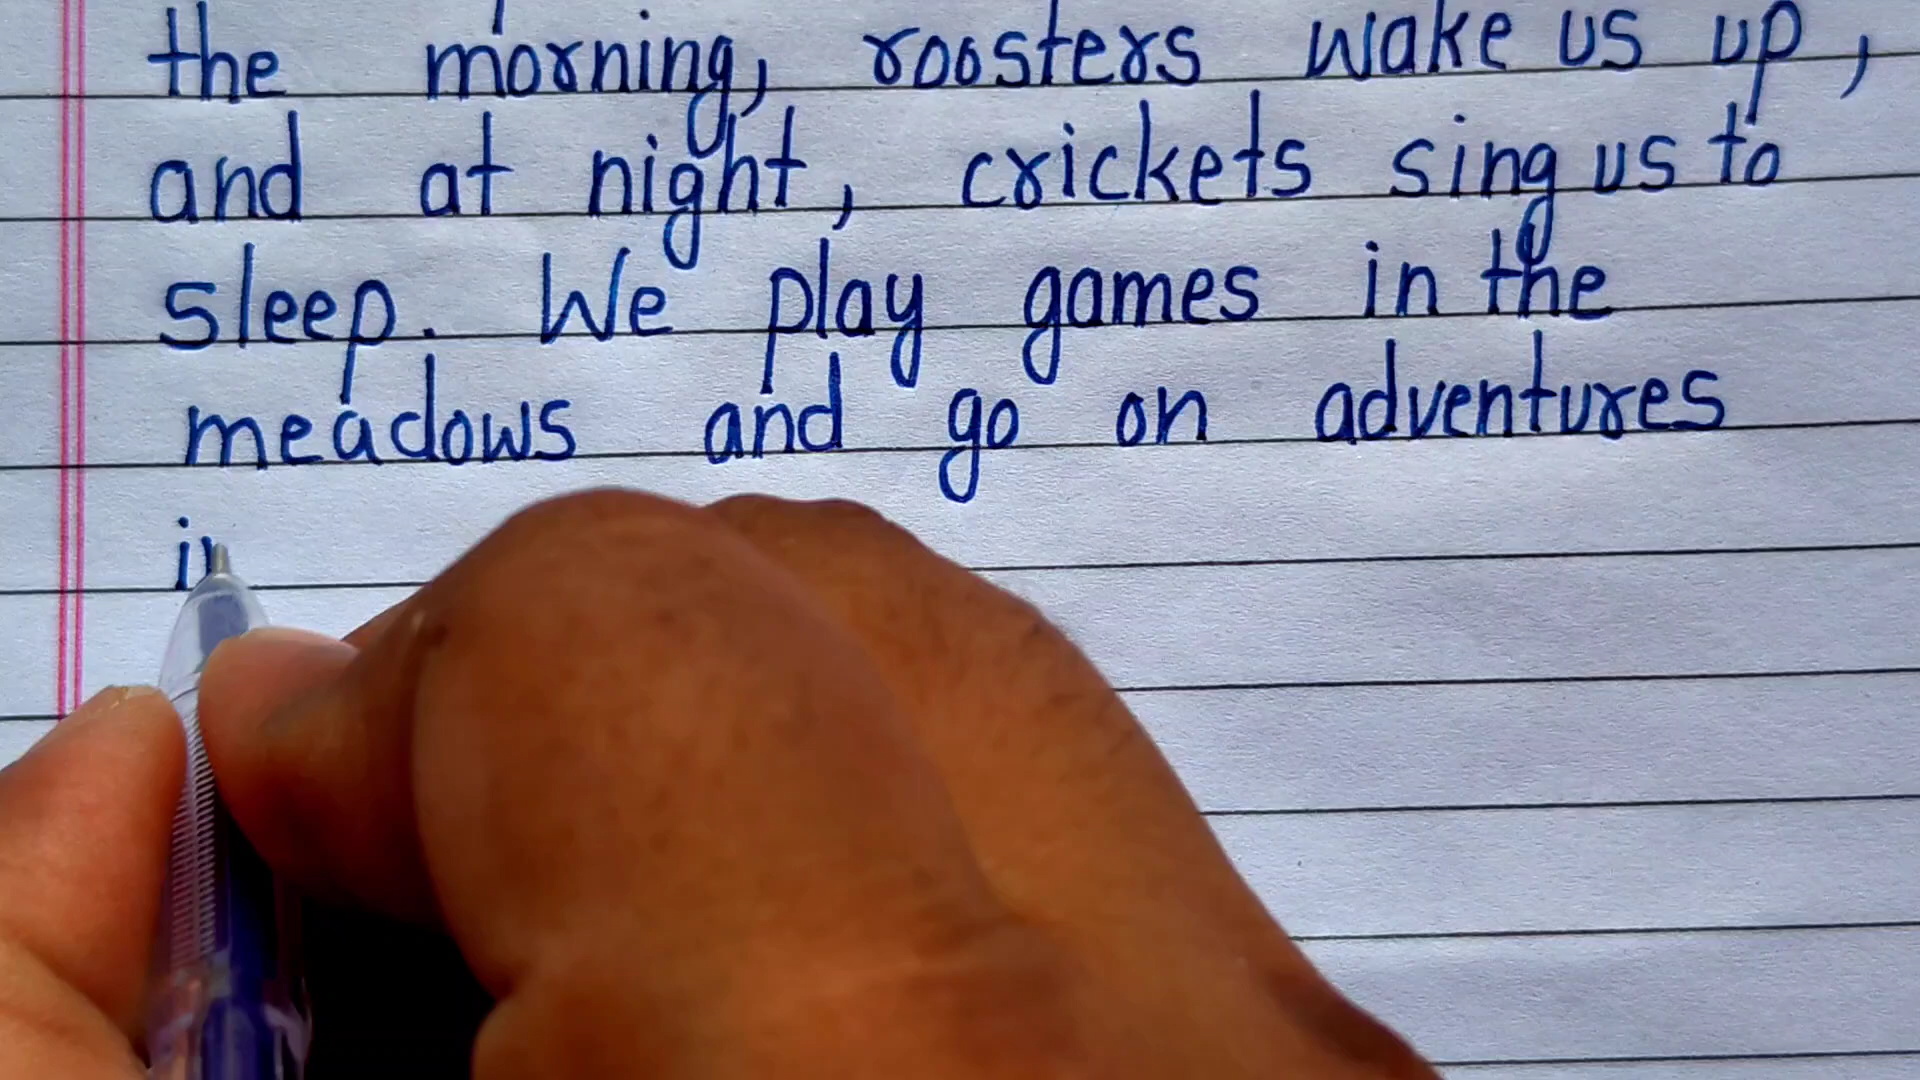 the morning, roosters wake us up,
and at night, crickets sing us to
sleep. We play games in the
meadows and go on adventures